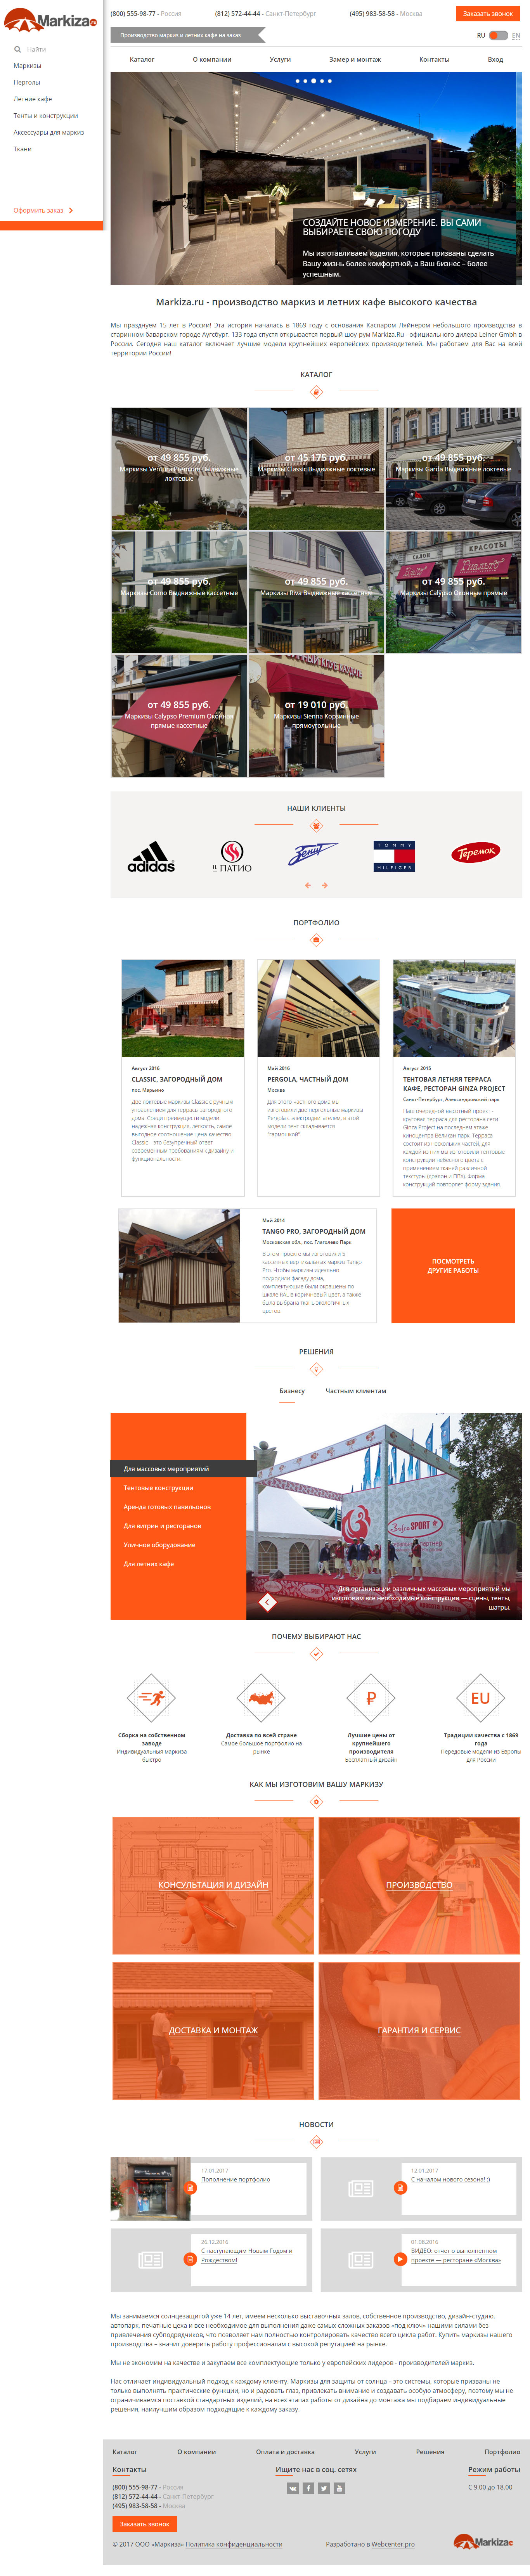 Markiza.ru
Найти
Маркизы
Перголы
Летние кафе
Тенты и конструкции
Аксессуары для маркиз
Ткани
Оформить заказ
(800) 555-98-77 - Россия
(812) 572-44-44 - Санкт-Петербург
(495) 983-58-58 - Москва
Заказать звонок
Производство маркиз и летних кафе на заказ
RU EN
Каталог О компании Услуги Замер и монтаж Контакты Вход
СОЗДАЙТЕ НОВОЕ ИЗМЕРЕНИЕ. ВЫ САМИ
ВЫБИРАЕТЕ СВОЮ ПОГОДУ
Мы изготавливаем изделия, которые призваны сделать
Вашу жизнь более комфортной, а Ваш бизнес – более
успешным.
Markiza.ru - производство маркиз и летних кафе высокого качества
Мы празднуем 15 лет в России! Эта история началась в 1869 году с основания Каспаром Ляйнером небольшого производства в
старинном баварском городе Аугсбург. 133 года спустя открывается первый шоу-рум Markiza.Ru - официального дилера Leiner Gmbh в
России. Сегодня наш каталог включает лучшие модели крупнейших европейских производителей. Мы работаем для Вас на всей
территории России!
КАТАЛОГ
от 49 855 руб.
Маркизы Ventura Premium Выдвижные
локтевые
от 45 175 руб.
Маркизы Classic Выдвижные локтевые
от 49 855 руб.
Маркизы Garda Выдвижные локтевые
от 49 855 руб.
Маркизы Como Выдвижные кассетные
от 49 855 руб.
Маркизы Riva Выдвижные кассетные
САЛОН КРАСОТЫ
от 49 855 руб.
Маркизы Calypso Оконные прямые
от 49 855 руб.
Маркизы Calypso Premium Оконные
прямые кассетные
от 19 010 руб.
Маркизы Sienna Корзинные
прямоугольные
НАШИ КЛИЕНТЫ
adidas
IL ПАТИО
Зенит
TOMMY
HILFIGER
Теремок
ПОРТФОЛИО
Август 2016
CLASSIC, ЗАГОРОДНЫЙ ДОМ
пос. Марьино
Две локтевые маркизы Classic с ручным
управлением для террасы загородного
дома. Среди преимуществ модели:
надежная конструкция, легкость, самое
выгодное соотношение цена-качество.
Classic – это безупречный ответ
современным требованиям к дизайну и
функциональности.
Май 2016
PERGOLA, ЧАСТНЫЙ ДОМ
Москва
Для этого частного дома мы
изготовили две пергольные маркизы
Pergola с электродвигателем, в этой
модели тент складывается
"гармошкой".
Август 2015
ТЕНТОВАЯ ЛЕТНЯЯ ТЕРРАСА
КАФЕ, РЕСТОРАН GINZA PROJECT
Санкт-Петербург, Александровский парк
Наш очередной высотный проект -
круговая терраса для ресторана сети
Ginza Project на последнем этаже
киноцентра Великан парк. Терраса
состоит из нескольких частей, для
каждой из них мы изготовили тентовые
конструкции небесного цвета с
применением тканей различной
текстуры (дралон и ПВХ). Форма
конструкций повторяет форму здания.
Май 2014
TANGO PRO, ЗАГОРОДНЫЙ ДОМ
Московская обл., пос. Глаголево Парк
В этом проекте мы изготовили 5
кассетных вертикальных маркиз Tango
Pro. Чтобы маркизы идеально
подходили фасаду дома,
комплектующие были окрашены по
шкале RAL в коричневый цвет, а также
была выбрана ткань экологичных
цветов.
ПОСМОТРЕТЬ
ДРУГИЕ РАБОТЫ
РЕШЕНИЯ
Бизнесу Частным клиентам
Для массовых мероприятий
Тентовые конструкции
Аренда готовых павильонов
Для витрин и ресторанов
Уличное оборудование
Для летних кафе
Для организации различных массовых мероприятий мы
изготовим все необходимые конструкции — сцены, тенты,
шатры.
ПОЧЕМУ ВЫБИРАЮТ НАС
₽
EU
Сборка на собственном
заводе
Индивидуальныя маркиза
быстро
Доставка по всей стране
Самое большое портфолио на
рынке
Лучшие цены от
крупнейшего
производителя
Бесплатный дизайн
Традиции качества с 1869
года
Передовые модели из Европы
для России
КАК МЫ ИЗГОТОВИМ ВАШУ МАРКИЗУ
КОНСУЛЬТАЦИЯ И ДИЗАЙН
ПРОИЗВОДСТВО
ДОСТАВКА И МОНТАЖ
ГАРАНТИЯ И СЕРВИС
НОВОСТИ
17.01.2017
Пополнение портфолио
12.01.2017
С началом нового сезона! :)
26.12.2016
С наступающим Новым Годом и
Рождеством!
01.08.2016
ВИДЕО: отчет о выполненном
проекте — ресторане «Москва»
Мы занимаемся солнцезащитой уже 14 лет, имеем несколько выставочных залов, собственное производство, дизайн-студию,
автопарк, печатные цеха и все необходимое для выполнения даже самых сложных заказов «под ключ» нашими силами без
привлечения субподрядчиков, что позволяет нам полностью контролировать качество всего цикла работ. Купить маркизы нашего
производства – значит доверить работу профессионалам с высокой репутацией на рынке.
Мы не экономим на качестве и закупаем все комплектующие только у европейских лидеров - производителей маркиз.
Нас отличает индивидуальный подход к каждому клиенту. Маркизы для защиты от солнца – это системы, которые призваны не
только выполнять практические функции, но и радовать глаз, привлекать внимание и создавать особую атмосферу, поэтому мы не
ограничиваемся поставкой стандартных изделий, на всех этапах работы от дизайна до монтажа мы подбираем индивидуальные
решения, наилучшим образом подходящие к каждому заказу.
Каталог О компании Оплата и доставка Услуги Решения Портфолио
Контакты
(800) 555-98-77 - Россия
(812) 572-44-44 - Санкт-Петербург
(495) 983-58-58 - Москва
Заказать звонок
Ищите нас в соц. сетях
Режим работы
С 9.00 до 18.00
© 2017 ООО «Маркиза» Политика конфиденциальности
Разработано в Webcenter.pro
Markiza.ru